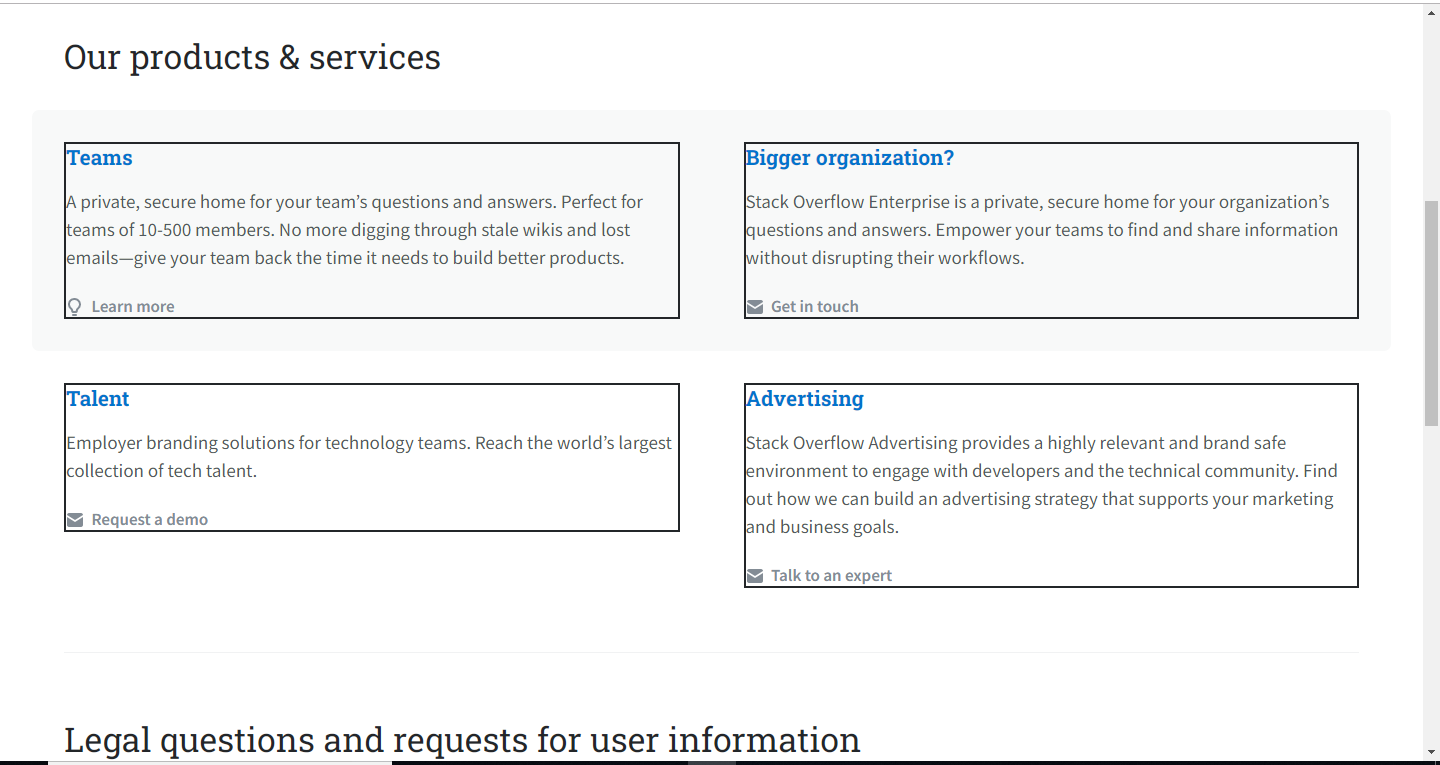 Our products & services
Teams
A private, secure home for your team’s questions and answers. Perfect for
teams of 10-500 members. No more digging through stale wikis and lost
emails—give your team back the time it needs to build better products.
Learn more
Bigger organization?
Stack Overflow Enterprise is a private, secure home for your organization’s
questions and answers. Empower your teams to find and share information
without disrupting their workflows.
Get in touch
Talent
Employer branding solutions for technology teams. Reach the world’s largest
collection of tech talent.
Request a demo
Advertising
Stack Overflow Advertising provides a highly relevant and brand safe
environment to engage with developers and the technical community. Find
out how we can build an advertising strategy that supports your marketing
and business goals.
Talk to an expert
Legal questions and requests for user information